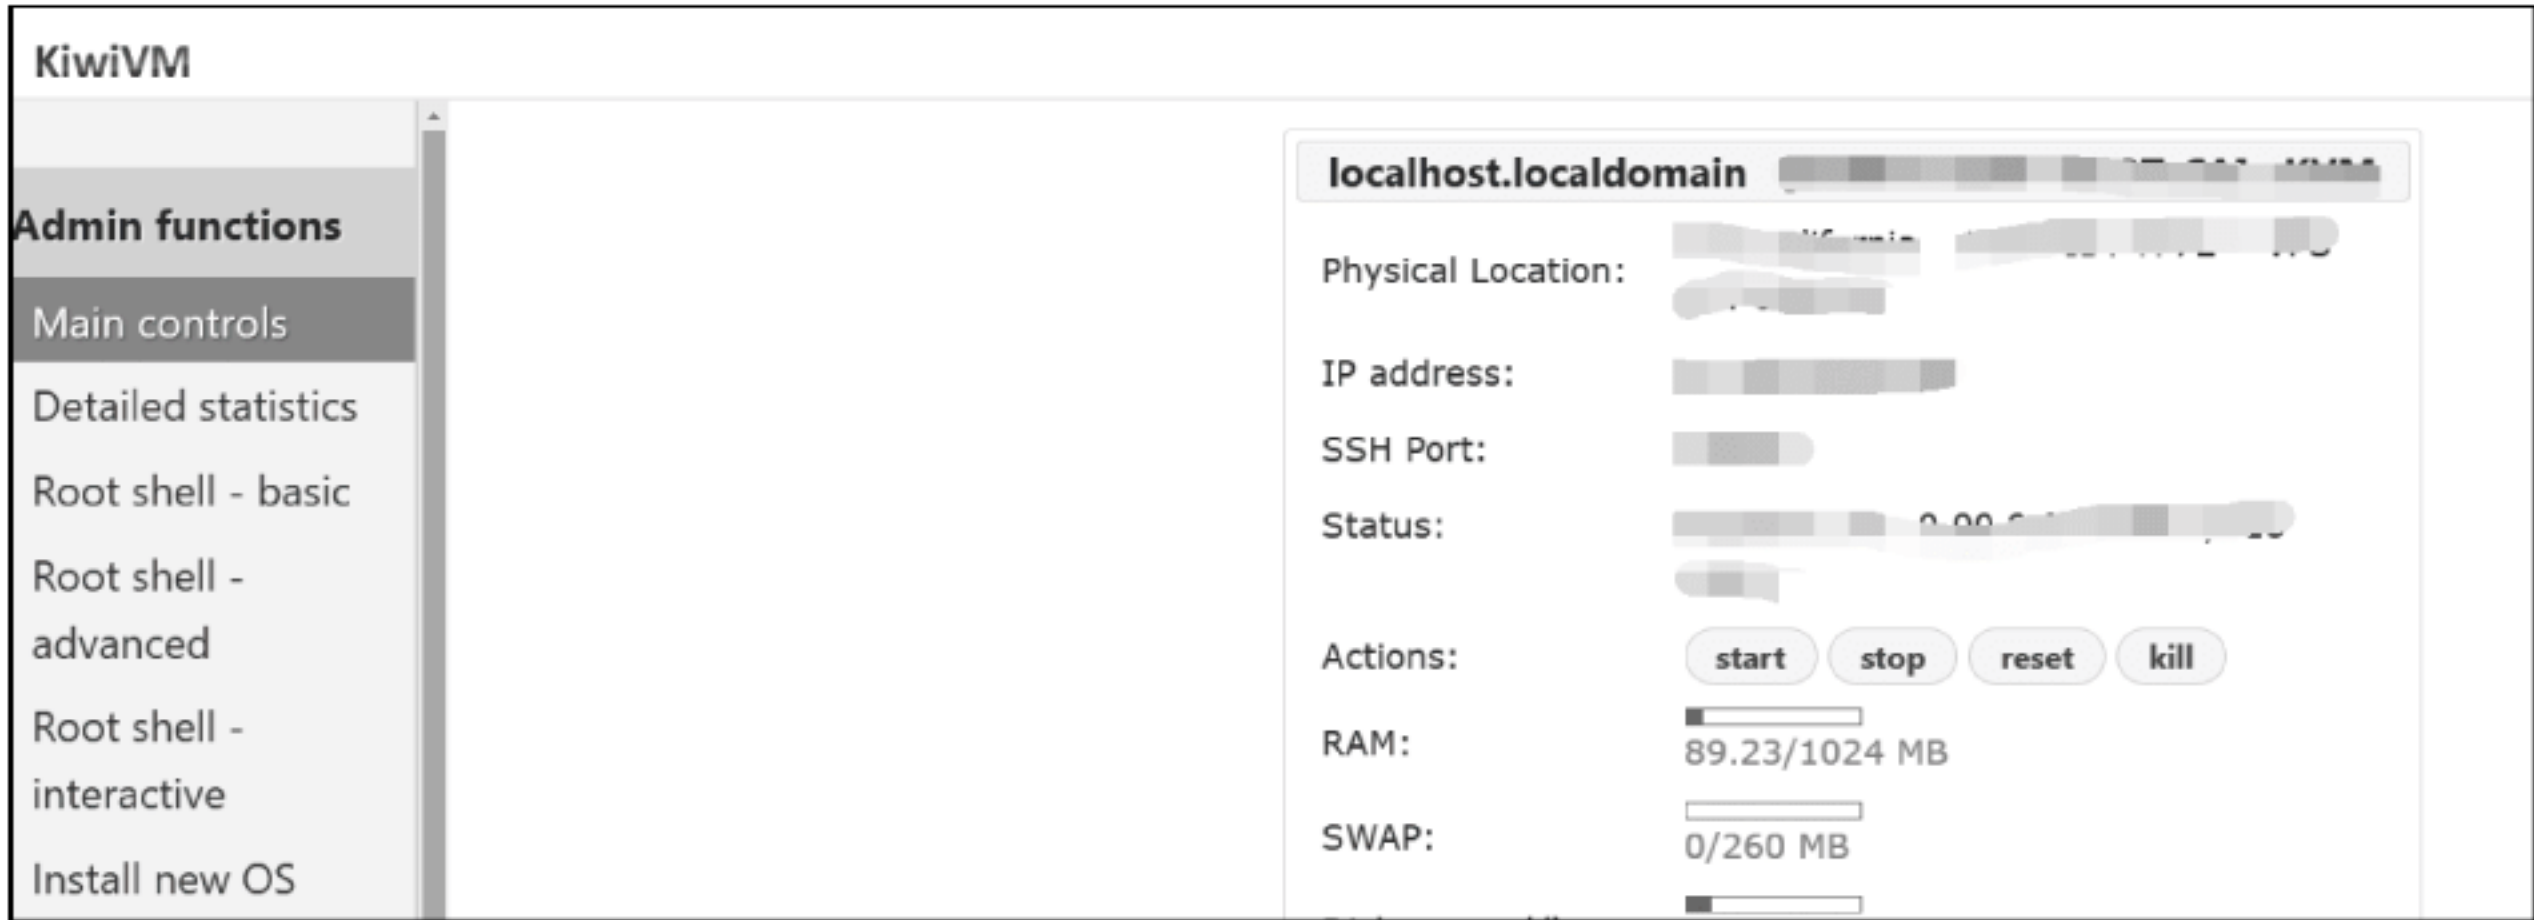 KiwiVM
Admin functions
Main controls
Detailed statistics
Root shell - basic
Root shell -
advanced
Root shell -
interactive
Install new OS
localhost.localdomain
Physical Location:
IP address:
SSH Port:
Status:
Actions: start stop reset kill
RAM:
89.23/1024 MB
SWAP:
0/260 MB